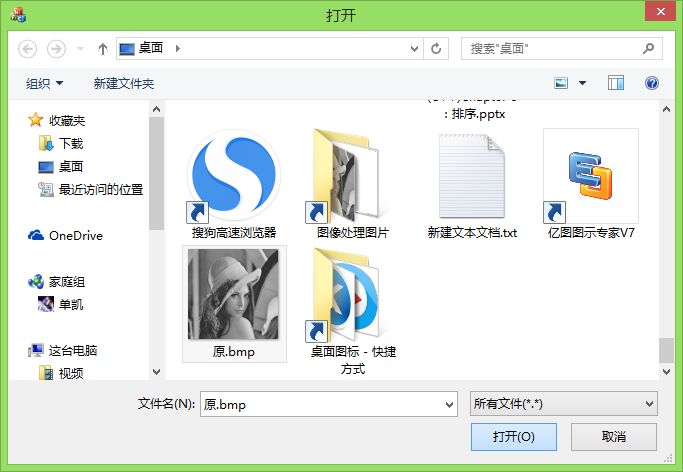 打开
桌面
搜索"桌面"
组织
新建文件夹
收藏夹
下载
桌面
最近访问的位置
OneDrive
家庭组
单凯
这台电脑
视频
: 排序.pptx
搜狗高速浏览器
图像处理图片
新建文本文档.txt
亿图图示专家V7
原.bmp
桌面图标 - 快捷
方式
文件名(N):
原.bmp
所有文件(*.*)
打开(O)
取消